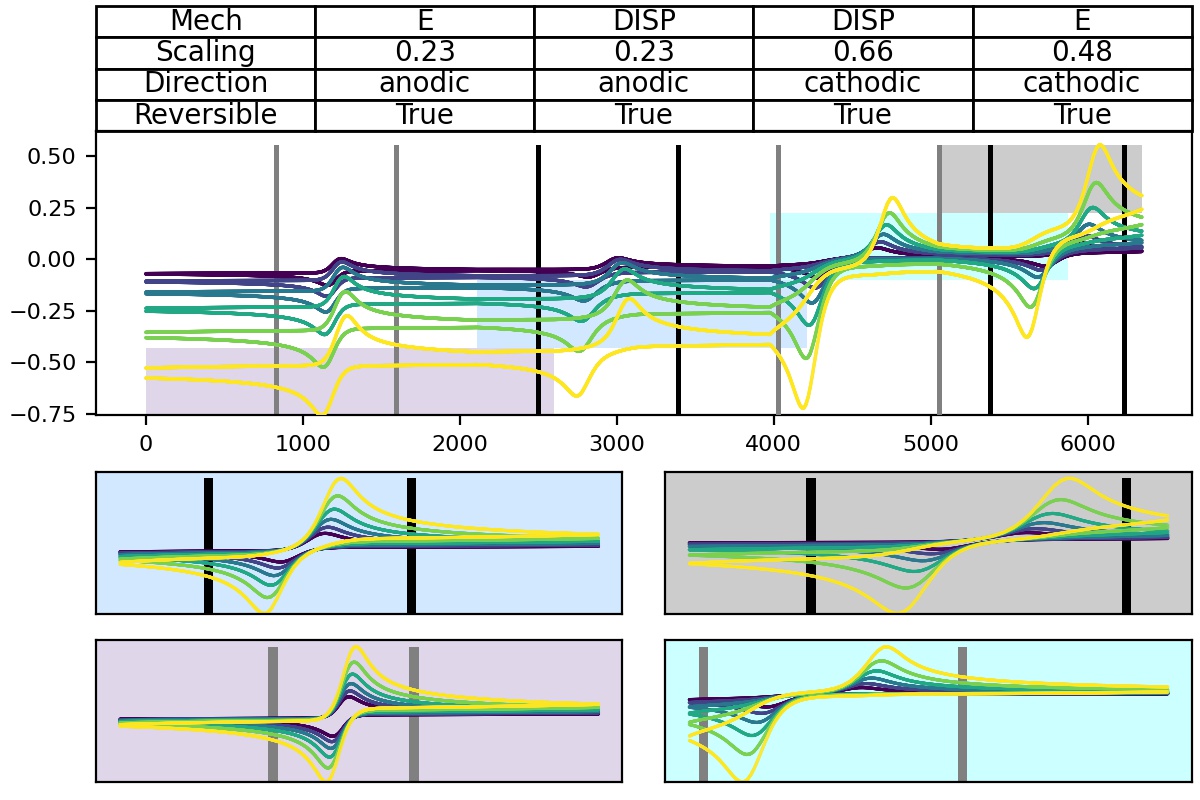 Mech E DISP DISP E
Scaling 0.23 0.23 0.66 0.48
Direction anodic anodic cathodic cathodic
Reversible True True True True
0.50
0.25
0.00
−0.25
−0.50
−0.75
0 1000 2000 3000 4000 5000 6000